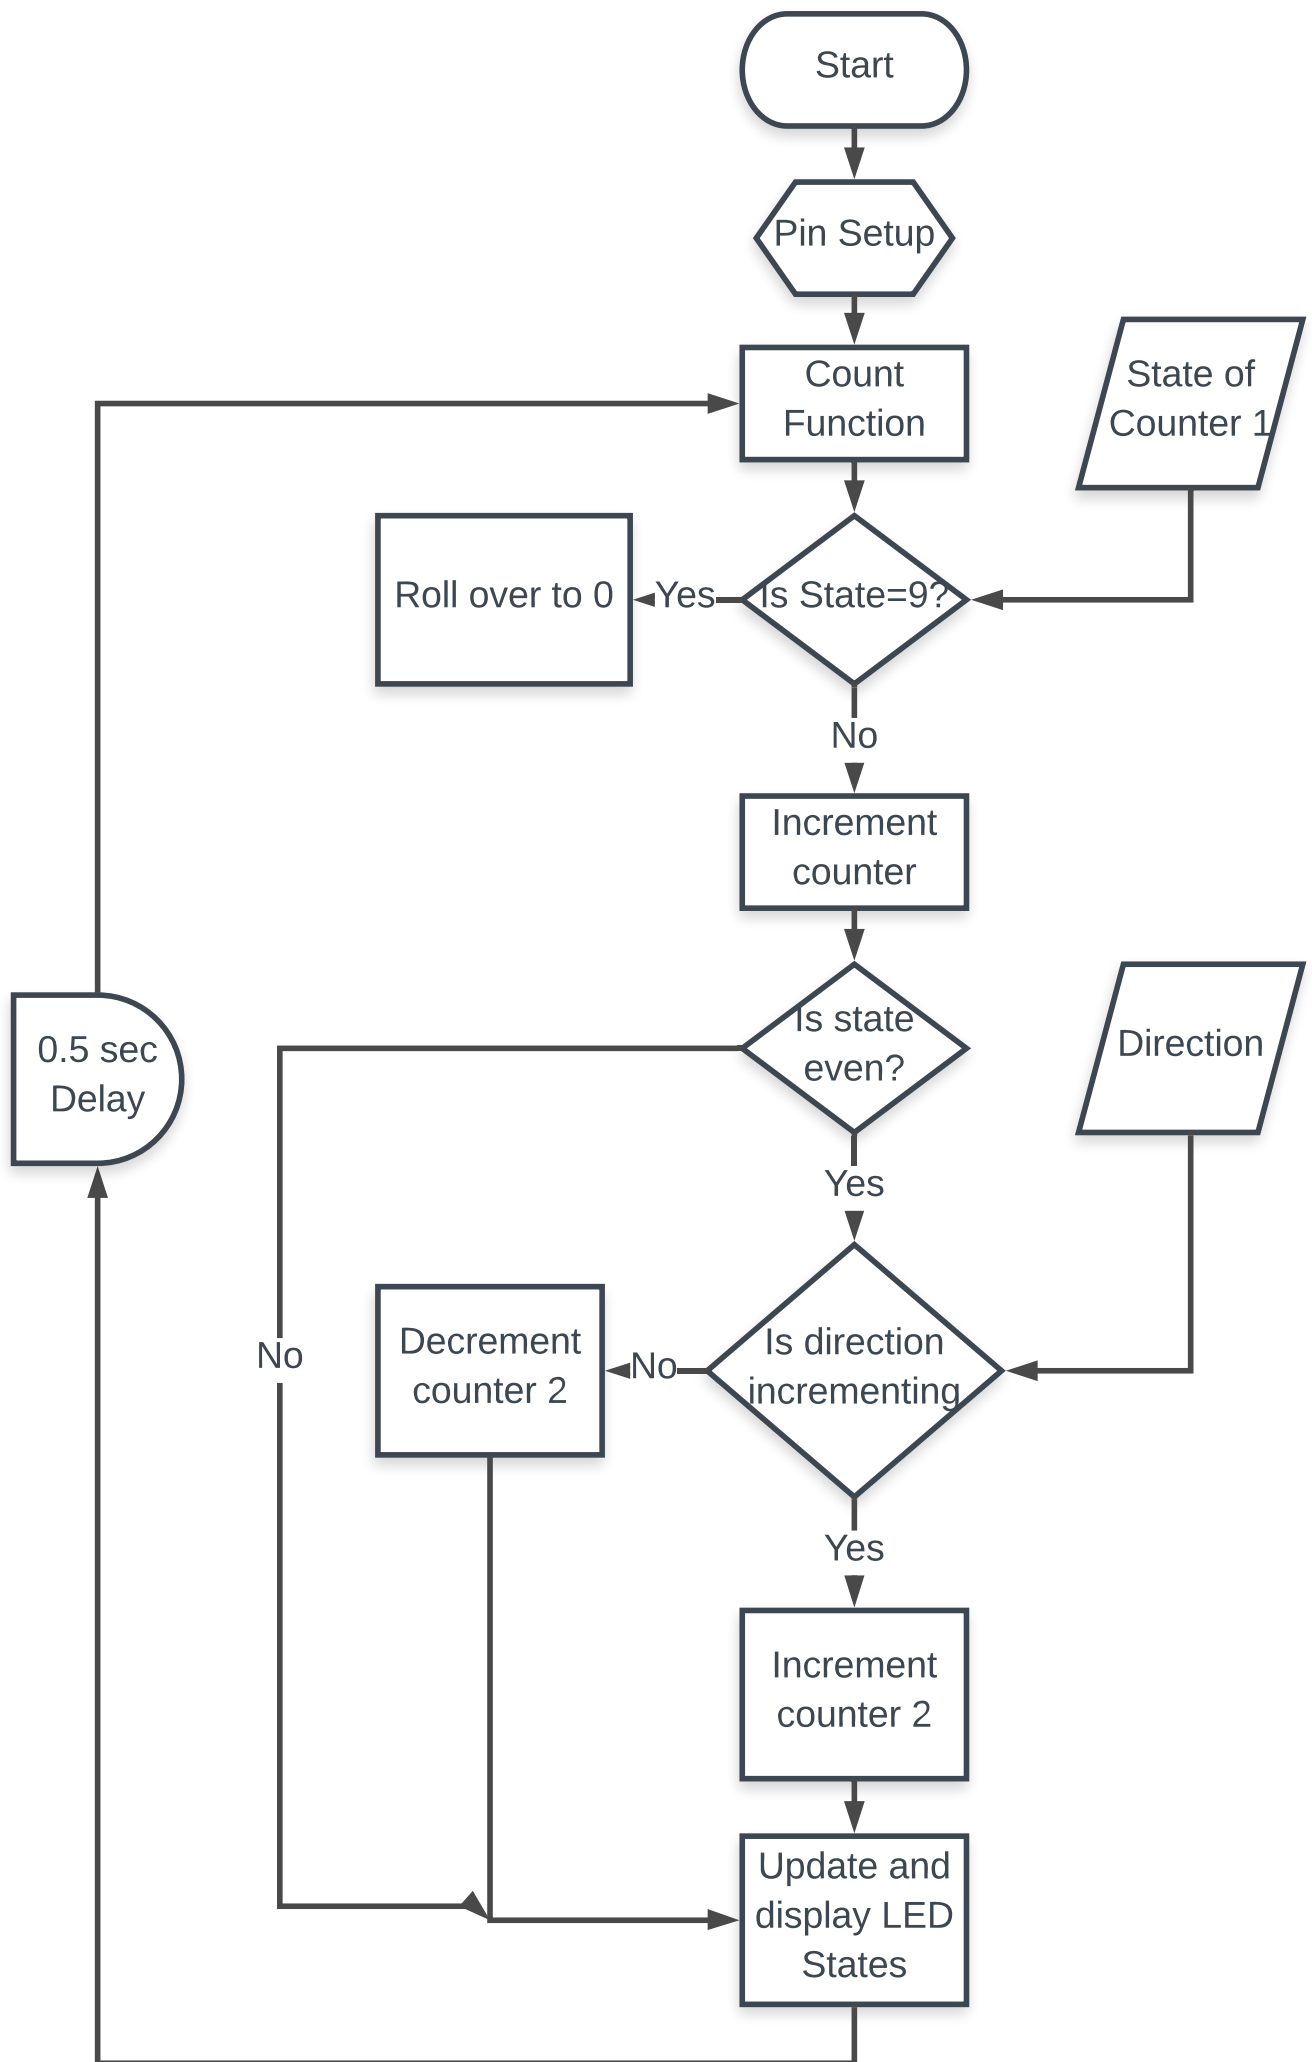 Start
Pin Setup
Count
Function
State of
Counter 1
Roll over to 0
Yes
Is State=9?
No
Increment
counter
Is state
even?
0.5 sec
Delay
Direction
Yes
No
Decrement
counter 2
No
Is direction
incrementing
Yes
Increment
counter 2
Update and
display LED
States